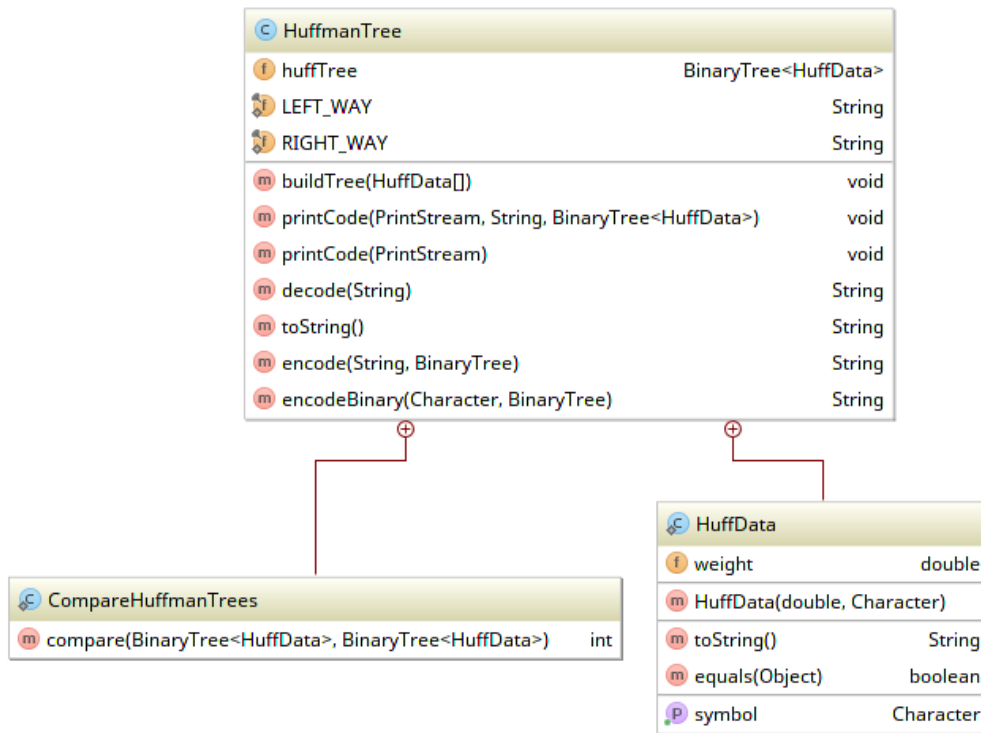 HuffmanTree
huffTree BinaryTree<HuffData>
LEFT_WAY String
RIGHT_WAY String
buildTree(HuffData[]) void
printCode(PrintStream, String, BinaryTree<HuffData>) void
printCode(PrintStream) void
decode(String) String
toString() String
encode(String, BinaryTree) String
encodeBinary(Character, BinaryTree) String
CompareHuffmanTrees
compare(BinaryTree<HuffData>, BinaryTree<HuffData>) int
HuffData
weight double
HuffData(double, Character)
toString() String
equals(Object) boolean
symbol Character